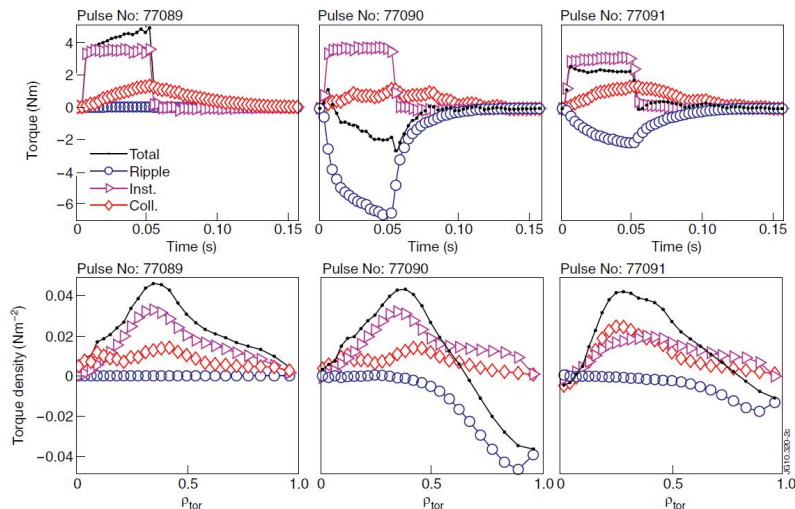 Pulse No: 77089
Pulse No: 77090
Pulse No: 77091
Torque (Nm)
4
2
0
-2
-4
-6
Total
Ripple
Inst.
Coll.
0 0.05 0.10 0.15
0 0.05 0.10 0.15
0 0.05 0.10 0.15
Time (s)
Time (s)
Time (s)
Pulse No: 77089
Pulse No: 77090
Pulse No: 77091
Torque density (Nm-2)
0.04
0.02
0
-0.02
-0.04
0 0.5 1.0
0 0.5 1.0
0 0.5 1.0
ρtor
ρtor
ρtor
JG10.320-2c